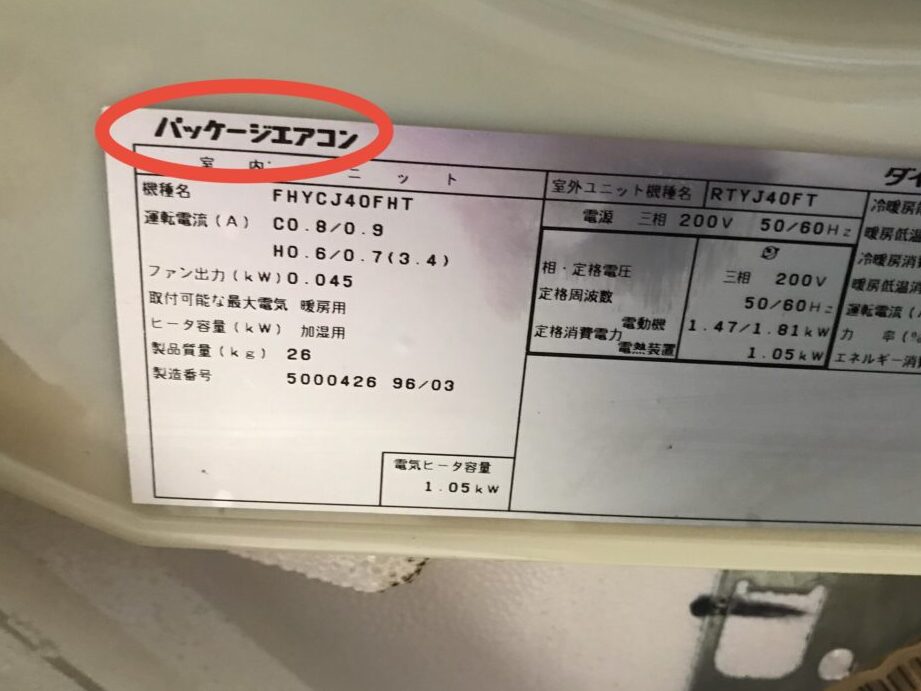 パッケージエアコン
室 内 ニ ッ ト
機種名 FHYCJ40FHT
運転電流(A) C0.8/0.9
H0.6/0.7(3.4)
ファン出力(kW) 0.045
取付可能な最大電気 暖房用
ヒータ容量(kW) 加湿用
製品質量(kg) 26
製造番号 5000426 96/03
電気ヒータ容量
1.05kW
室外ユニット機種名 RTYJ40FT
電源 三相 200V 50/60Hz
相・定格電圧 三相 200V
定格周波数 50/60Hz
定格消費電力 電動機 1.47/1.81kW
電熱装置 1.05kW
ダイ
冷暖房
暖房低
冷暖房消
暖房低温消
運転電流(
力 率(%
エネルギー消